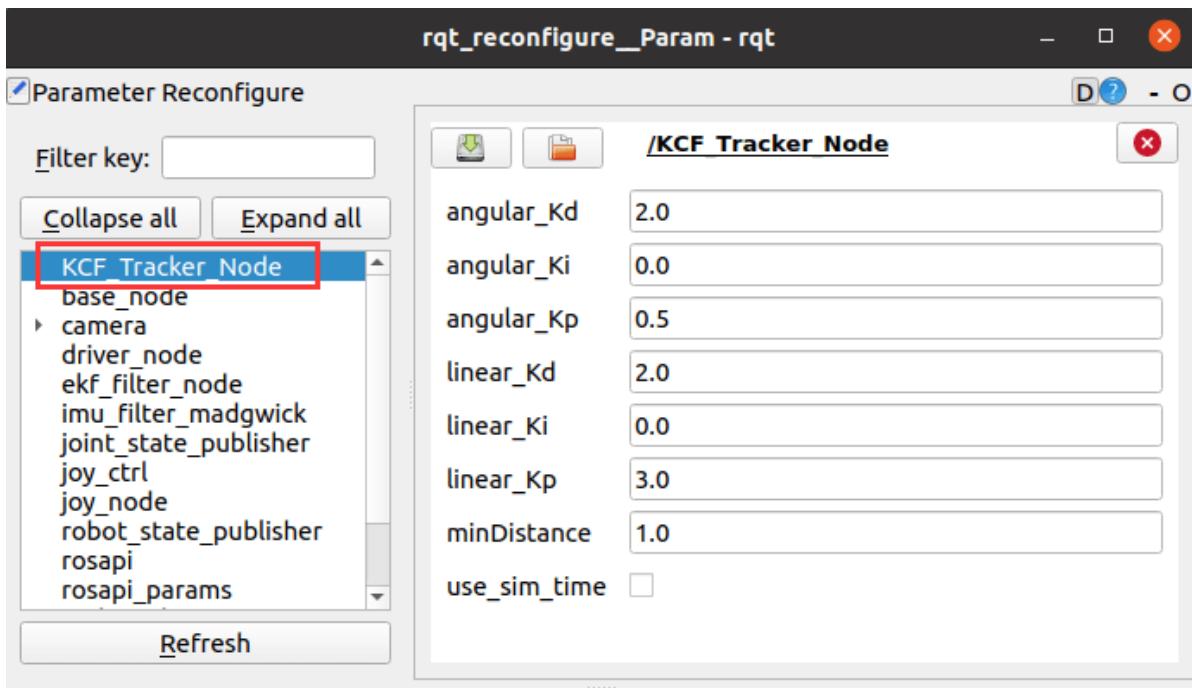 rqt_reconfigure__Param - rqt
Parameter Reconfigure
D ? - O
Filter key:
Collapse all Expand all
KCF_Tracker_Node
base_node
camera
driver_node
ekf_filter_node
imu_filter_madgwick
joint_state_publisher
joy_ctrl
joy_node
robot_state_publisher
rosapi
rosapi_params
Refresh
/KCF_Tracker_Node
angular_Kd 2.0
angular_Ki 0.0
angular_Kp 0.5
linear_Kd 2.0
linear_Ki 0.0
linear_Kp 3.0
minDistance 1.0
use_sim_time